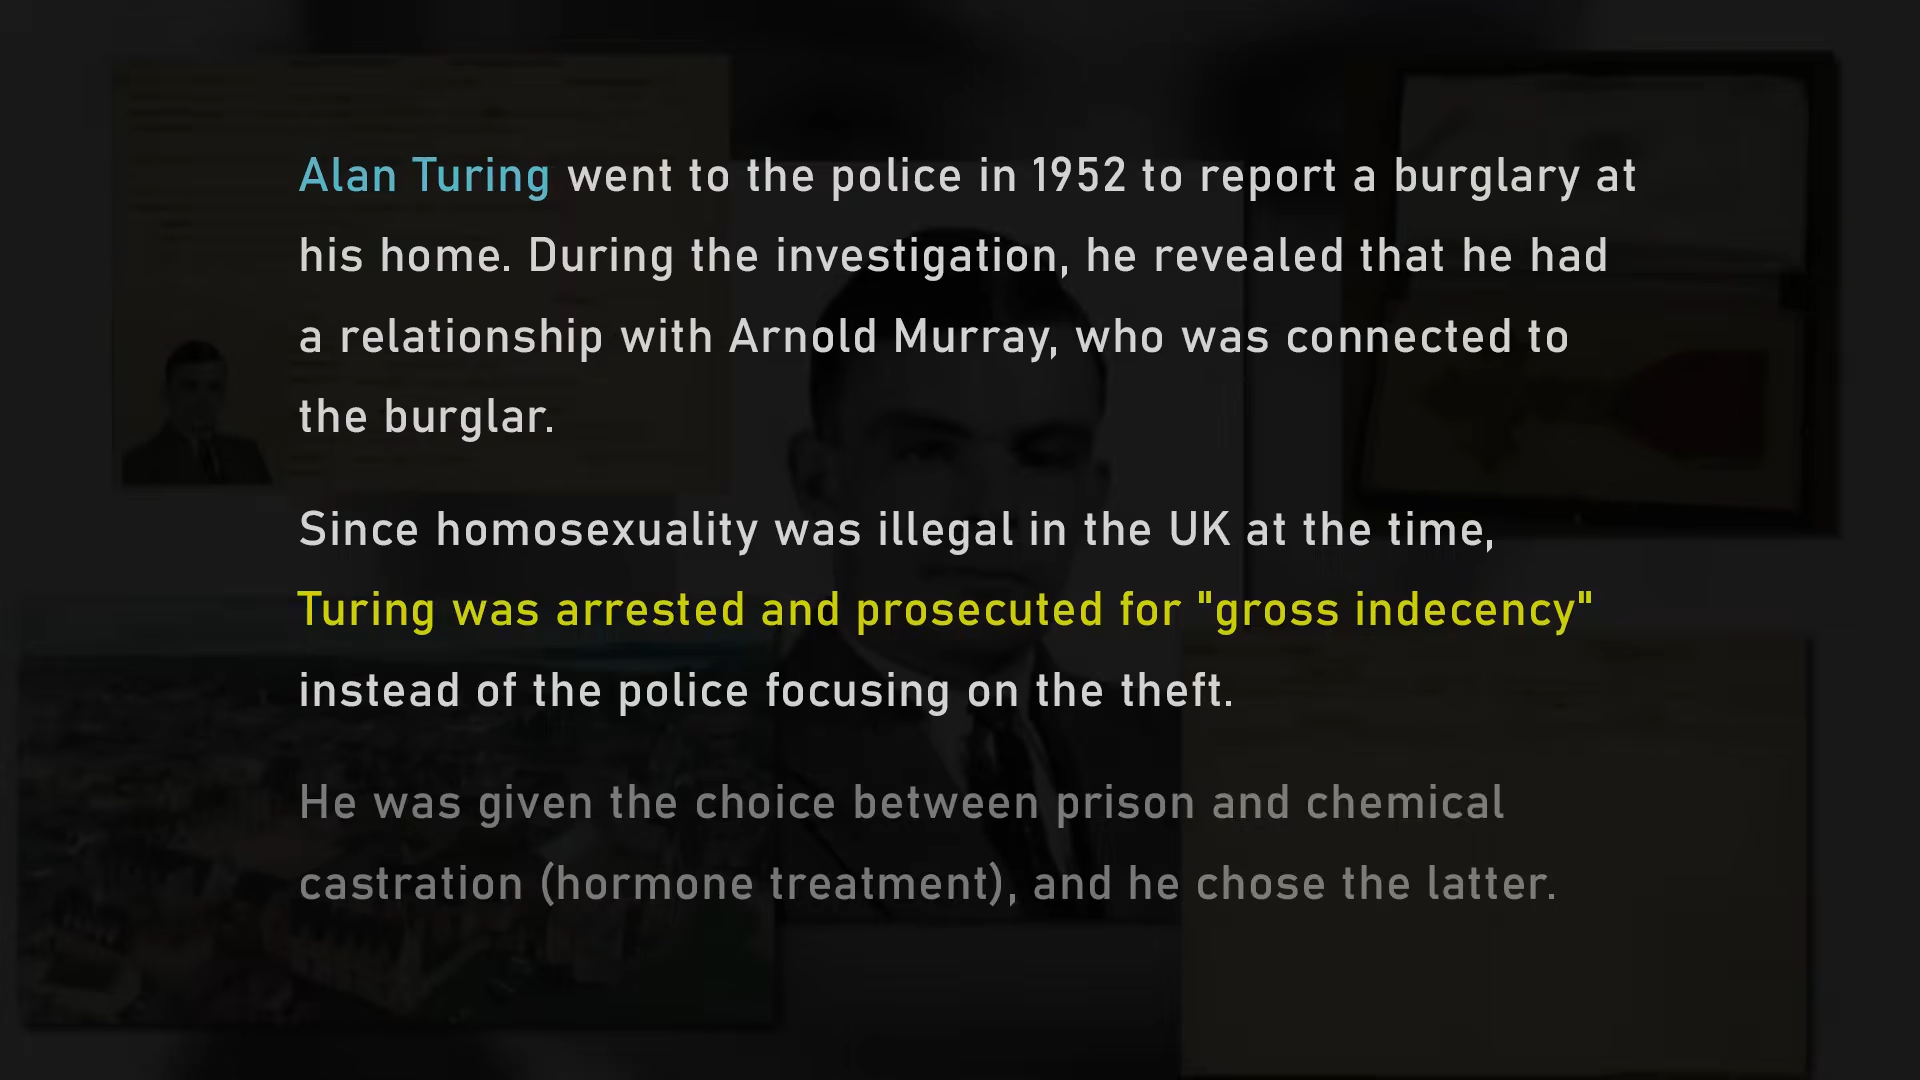 Alan Turing went to the police in 1952 to report a burglary at
his home. During the investigation, he revealed that he had
a relationship with Arnold Murray, who was connected to
the burglar.
Since homosexuality was illegal in the UK at the time,
Turing was arrested and prosecuted for "gross indecency"
instead of the police focusing on the theft.
He was given the choice between prison and chemical
castration (hormone treatment), and he chose the latter.